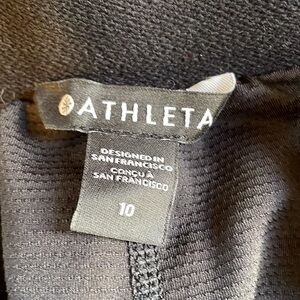 ATHLETA
DESIGNED IN
SAN FRANCISCO
CONÇU À
SAN FRANCISCO
10